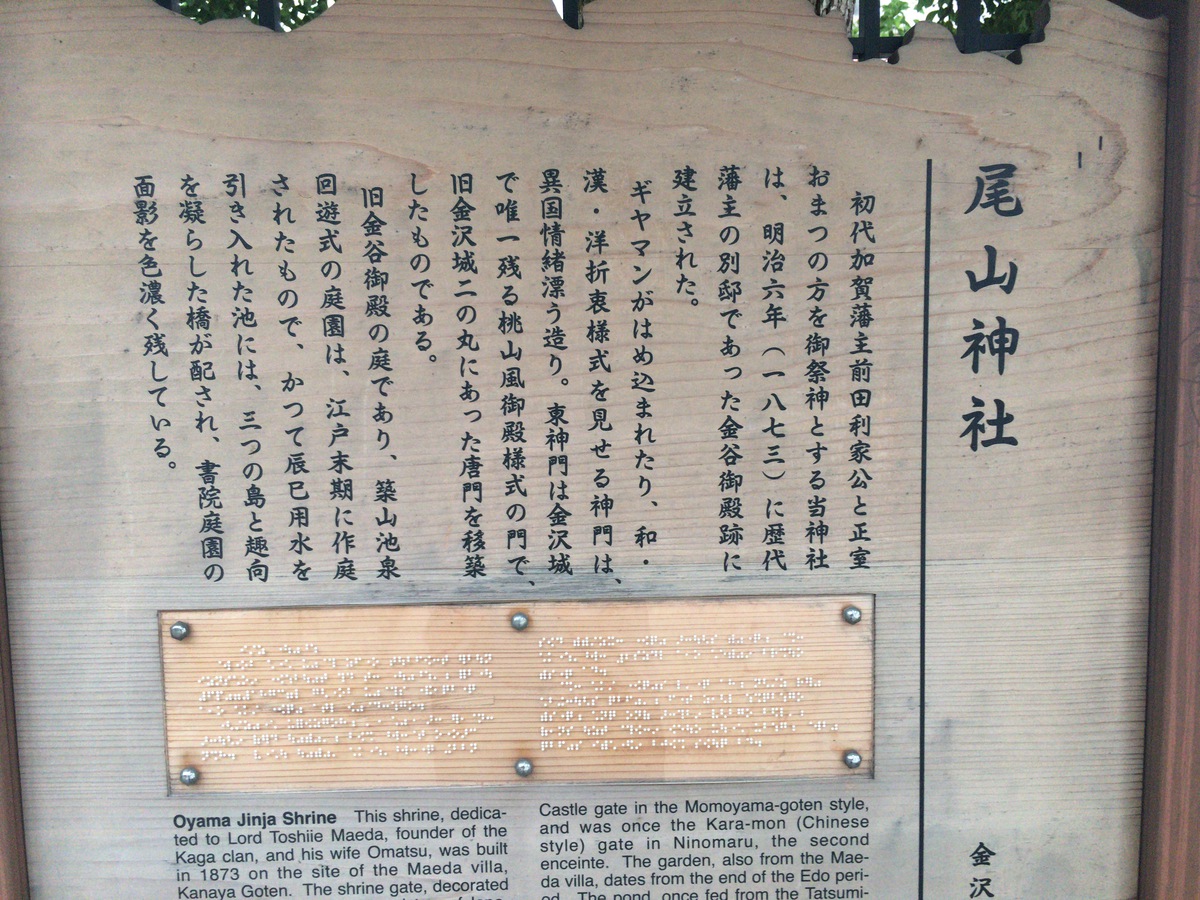 尾山神社
初代加賀藩主前田利家公と正室
おまつの方を御祭神とする当神社
は、明治六年(一八七三)に歴代
藩主の別邸であった金谷御殿跡に
建立された。
ギヤマンがはめ込まれたり、和・
漢・洋折衷様式を見せる神門は、
異国情緒漂う造り。東神門は金沢城
で唯一残る桃山風御殿様式の門で、
旧金沢城二の丸にあった唐門を移築
したものである。
旧金谷御殿の庭であり、築山池泉
回遊式の庭園は、江戸末期に作庭
されたもので、かつて辰巳用水を
引き入れた池には、三つの島と趣向
を凝らした橋が配され、書院庭園の
面影を色濃く残している。
金沢
Oyama Jinja Shrine This shrine, dedica-
ted to Lord Toshiie Maeda, founder of the
Kaga clan, and his wife Omatsu, was built
in 1873 on the site of the Maeda villa,
Kanaya Goten. The shrine gate, decorated
Castle gate in the Momoyama-goten style,
and was once the Kara-mon (Chinese
style) gate in Ninomaru, the second
enceinte. The garden, also from the Mae-
da villa, dates from the end of the Edo peri-
od. The pond, once fed from the Tatsumi-